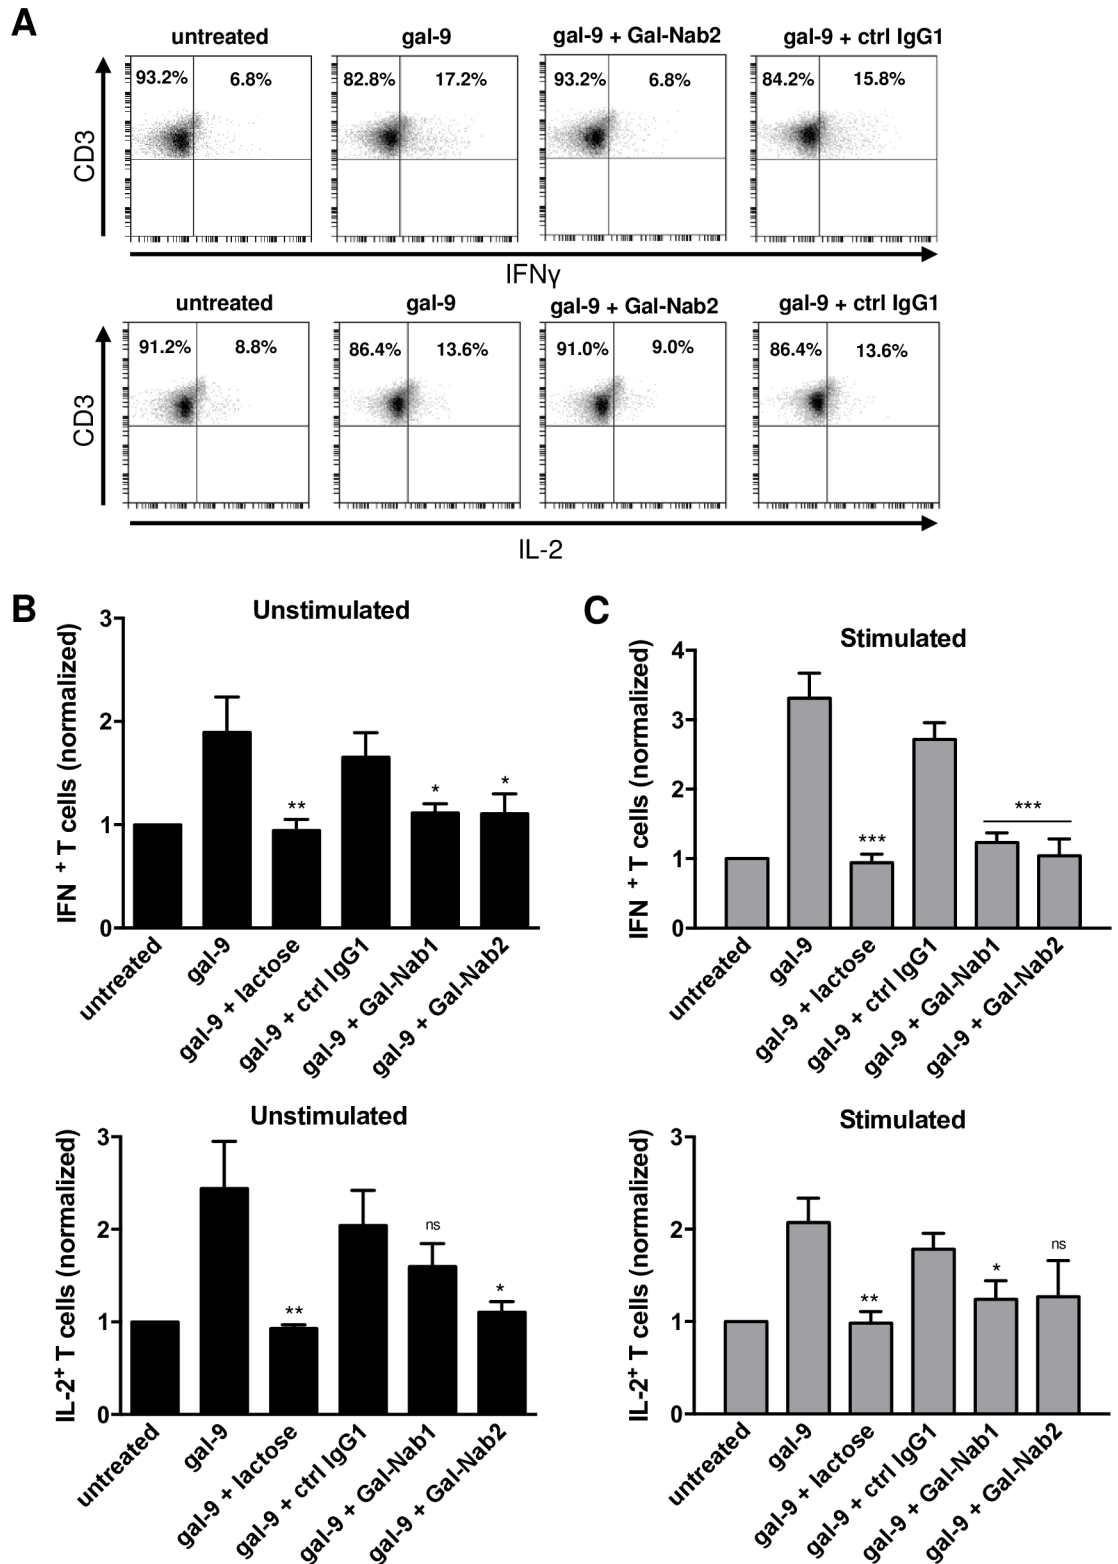 A
untreated
gal-9
gal-9 + Gal-Nab2
gal-9 + ctrl IgG1
93.2% 6.8%
82.8% 17.2%
93.2% 6.8%
84.2% 15.8%
CD3
IFNγ
untreated
gal-9
gal-9 + Gal-Nab2
gal-9 + ctrl IgG1
91.2% 8.8%
86.4% 13.6%
91.0% 9.0%
86.4% 13.6%
CD3
IL-2
B
Unstimulated
IFN + T cells (normalized)
3
2
1
0
**
*
*
untreated
gal-9
gal-9 + lactose
gal-9 + ctrl IgG1
gal-9 + Gal-Nab1
gal-9 + Gal-Nab2
C
Stimulated
IFN + T cells (normalized)
4
3
2
1
0
***
***
untreated
gal-9
gal-9 + lactose
gal-9 + ctrl IgG1
gal-9 + Gal-Nab1
gal-9 + Gal-Nab2
Unstimulated
IL-2+ T cells (normalized)
3
2
1
0
**
ns
*
untreated
gal-9
gal-9 + lactose
gal-9 + ctrl IgG1
gal-9 + Gal-Nab1
gal-9 + Gal-Nab2
Stimulated
IL-2+ T cells (normalized)
3
2
1
0
**
*
ns
untreated
gal-9
gal-9 + lactose
gal-9 + ctrl IgG1
gal-9 + Gal-Nab1
gal-9 + Gal-Nab2